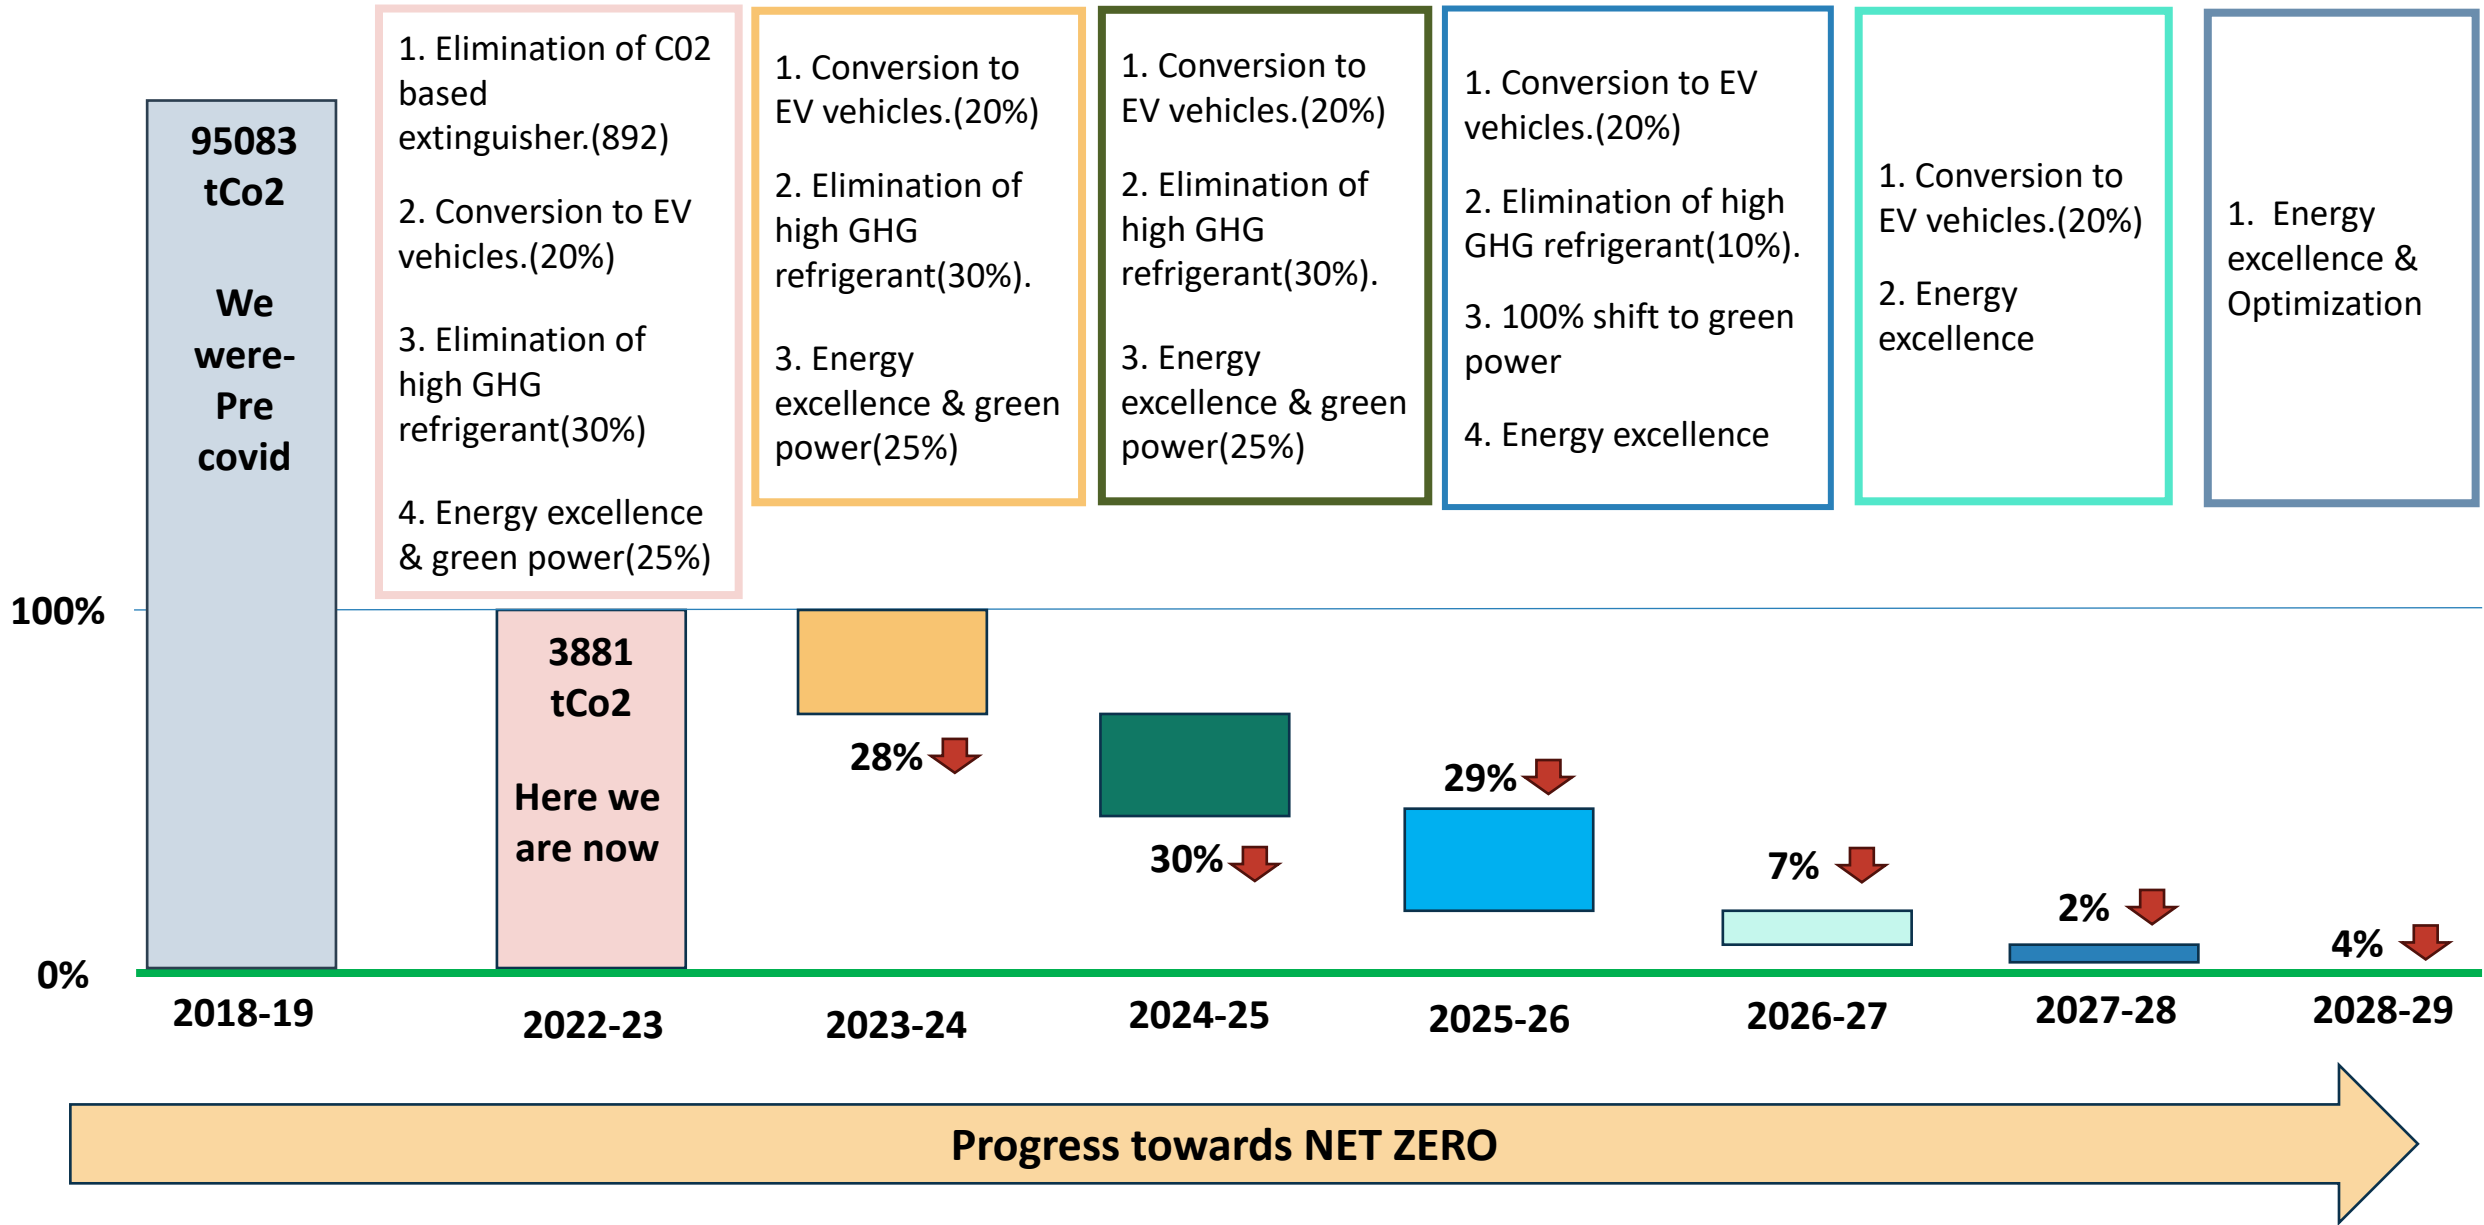 95083
tCo2
We
were-
Pre
covid
1. Elimination of C02
based
extinguisher.(892)
2. Conversion to EV
vehicles.(20%)
3. Elimination of
high GHG
refrigerant(30%)
4. Energy excellence
& green power(25%)
1. Conversion to
EV vehicles.(20%)
2. Elimination of
high GHG
refrigerant(30%).
3. Energy
excellence & green
power(25%)
1. Conversion to
EV vehicles.(20%)
2. Elimination of
high GHG
refrigerant(30%).
3. Energy
excellence & green
power(25%)
1. Conversion to EV
vehicles.(20%)
2. Elimination of high
GHG refrigerant(10%).
3. 100% shift to green
power
4. Energy excellence
1. Conversion to
EV vehicles.(20%)
2. Energy
excellence
1. Energy
excellence &
Optimization
100%
3881
tCo2
Here we
are now
28%
30%
29%
7%
2%
4%
0%
2018-19
2022-23
2023-24
2024-25
2025-26
2026-27
2027-28
2028-29
Progress towards NET ZERO